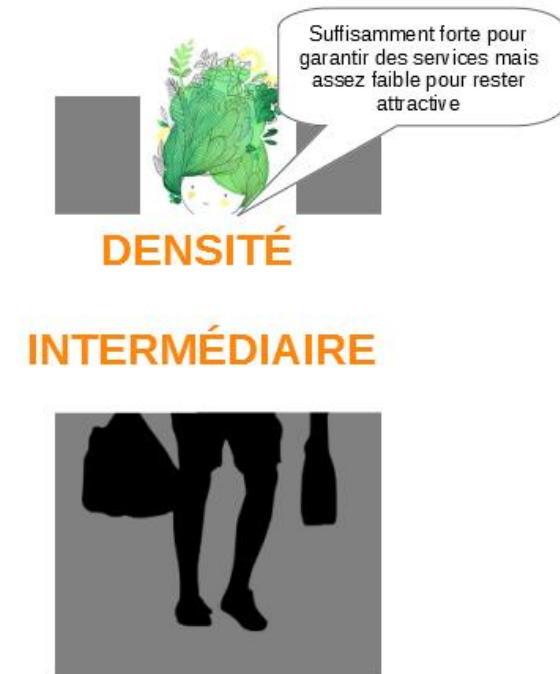 Suffisamment forte pour
garantir des services mais
assez faible pour rester
attractive
DENSITÉ
INTERMÉDIAIRE